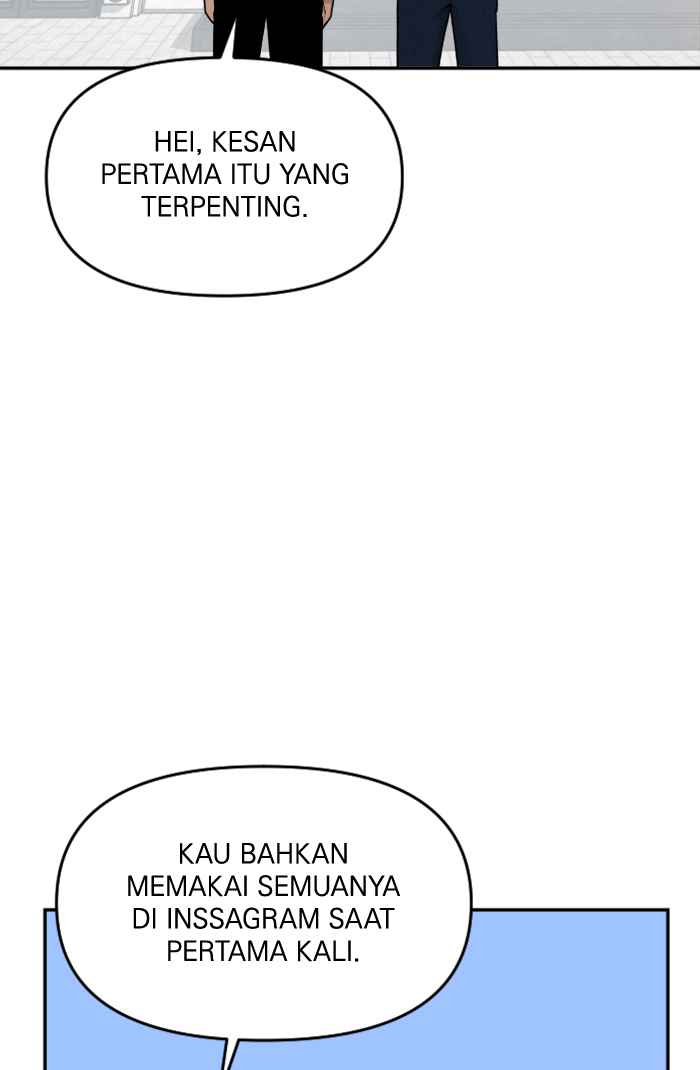 HEI, KESAN
PERTAMA ITU YANG
TERPENTING.
KAU BAHKAN
MEMAKAI SEMUANYA
DI INSSAGRAM SAAT
PERTAMA KALI.